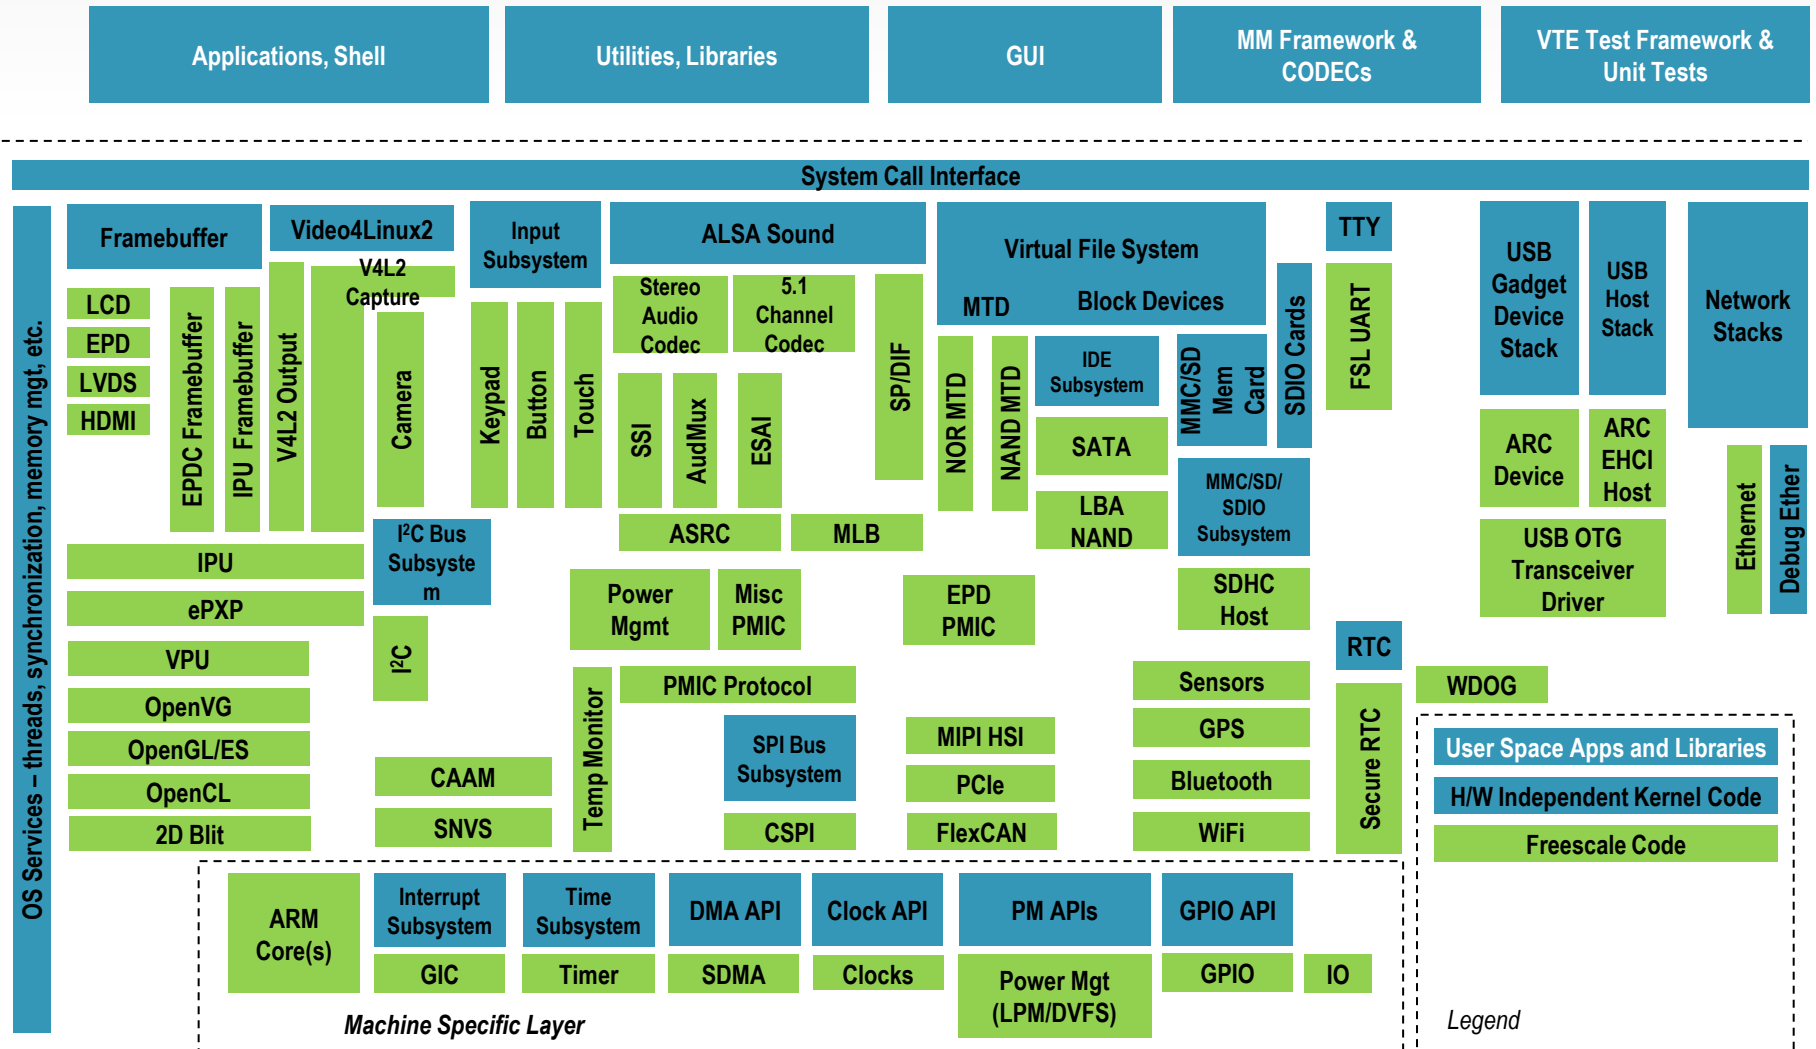 Applications, Shell
Utilities, Libraries
GUI
MM Framework &
CODECs
VTE Test Framework &
Unit Tests
System Call Interface
OS Services – threads, synchronization, memory mgt, etc.
Framebuffer
Video4Linux2
Input
Subsystem
ALSA Sound
Virtual File System
MTD
Block Devices
SDIO Cards
TTY
USB
Gadget
Device
Stack
USB
Host
Stack
Network
Stacks
LCD
EPD
LVDS
HDMI
EPDC Framebuffer
IPU Framebuffer
V4L2 Output
V4L2
Capture
Camera
Keypad
Button
Touch
Stereo
Audio
Codec
5.1
Channel
Codec
SSI
AudMux
ESAI
SP/DIF
NOR MTD
NAND MTD
IDE
Subsystem
SATA
LBA
NAND
MMC/SD
Mem
Card
MMC/SD/
SDIO
Subsystem
SDHC
Host
FSL UART
ARC
Device
ARC
EHCI
Host
USB OTG
Transceiver
Driver
Ethernet
Debug Ether
ASRC
MLB
IPU
ePXP
VPU
OpenVG
OpenGL/ES
OpenCL
2D Blit
I²C Bus
Subsyste
m
I²C
CAAM
SNVS
Power
Mgmt
Misc
PMIC
EPD
PMIC
Temp Monitor
PMIC Protocol
SPI Bus
Subsystem
CSPI
MIPI HSI
PCIe
FlexCAN
Sensors
GPS
Bluetooth
WiFi
RTC
Secure RTC
WDOG
User Space Apps and Libraries
H/W Independent Kernel Code
Freescale Code
Legend
ARM
Core(s)
Interrupt
Subsystem
GIC
Time
Subsystem
Timer
DMA API
SDMA
Clock API
Clocks
PM APIs
Power Mgt
(LPM/DVFS)
GPIO API
GPIO
IO
Machine Specific Layer